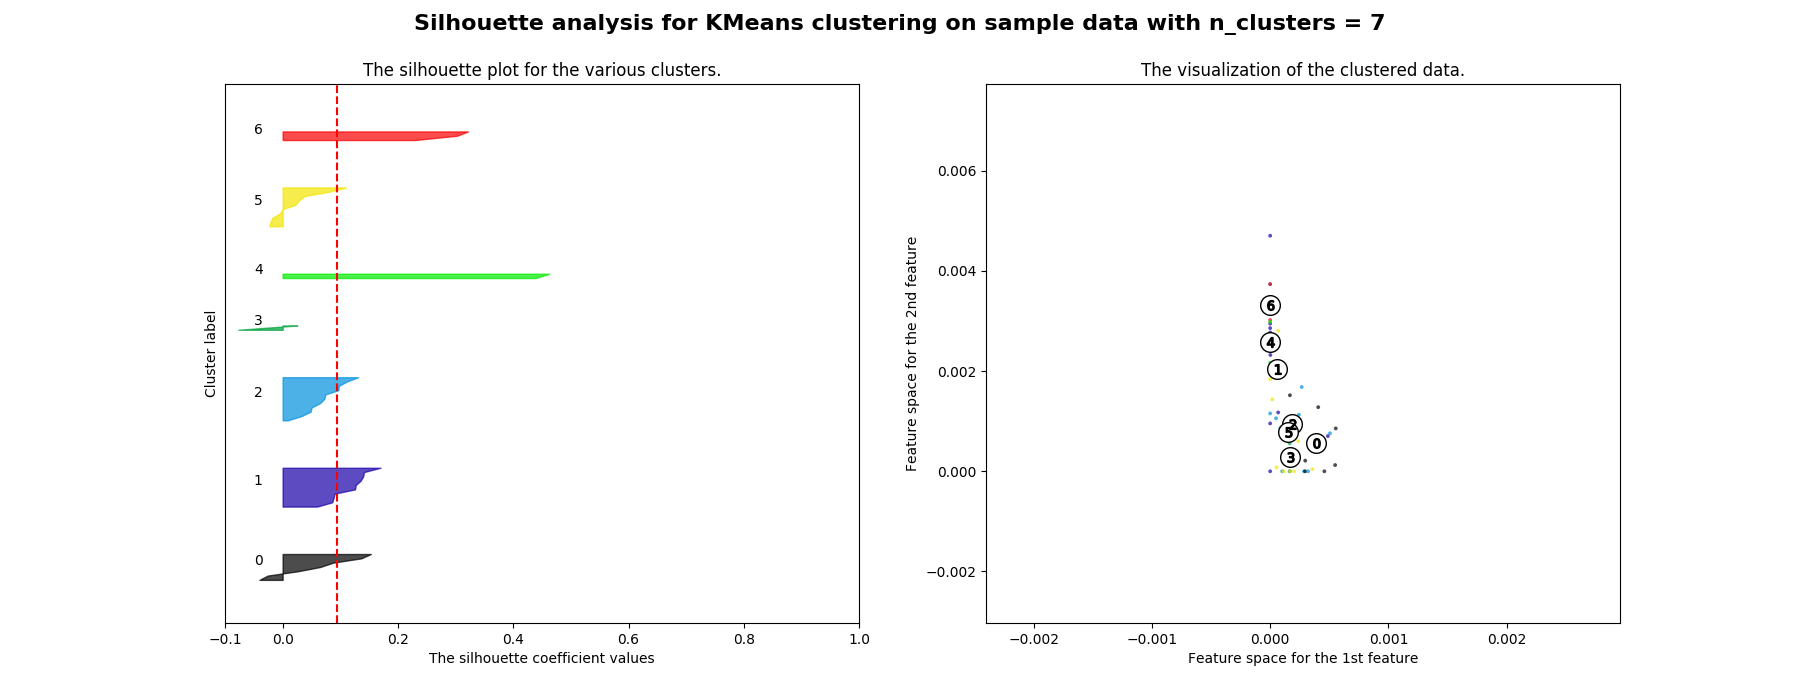 Silhouette analysis for KMeans clustering on sample data with n_clusters = 7
The silhouette plot for the various clusters.
6
5
4
3
2
1
0
Cluster label
−0.1 0.0 0.2 0.4 0.6 0.8 1.0
The silhouette coefficient values
The visualization of the clustered data.
0.006
0.004
0.002
0.000
−0.002
Feature space for the 2nd feature
6
4
1
2
5
0
3
−0.002 −0.001 0.000 0.001 0.002
Feature space for the 1st feature